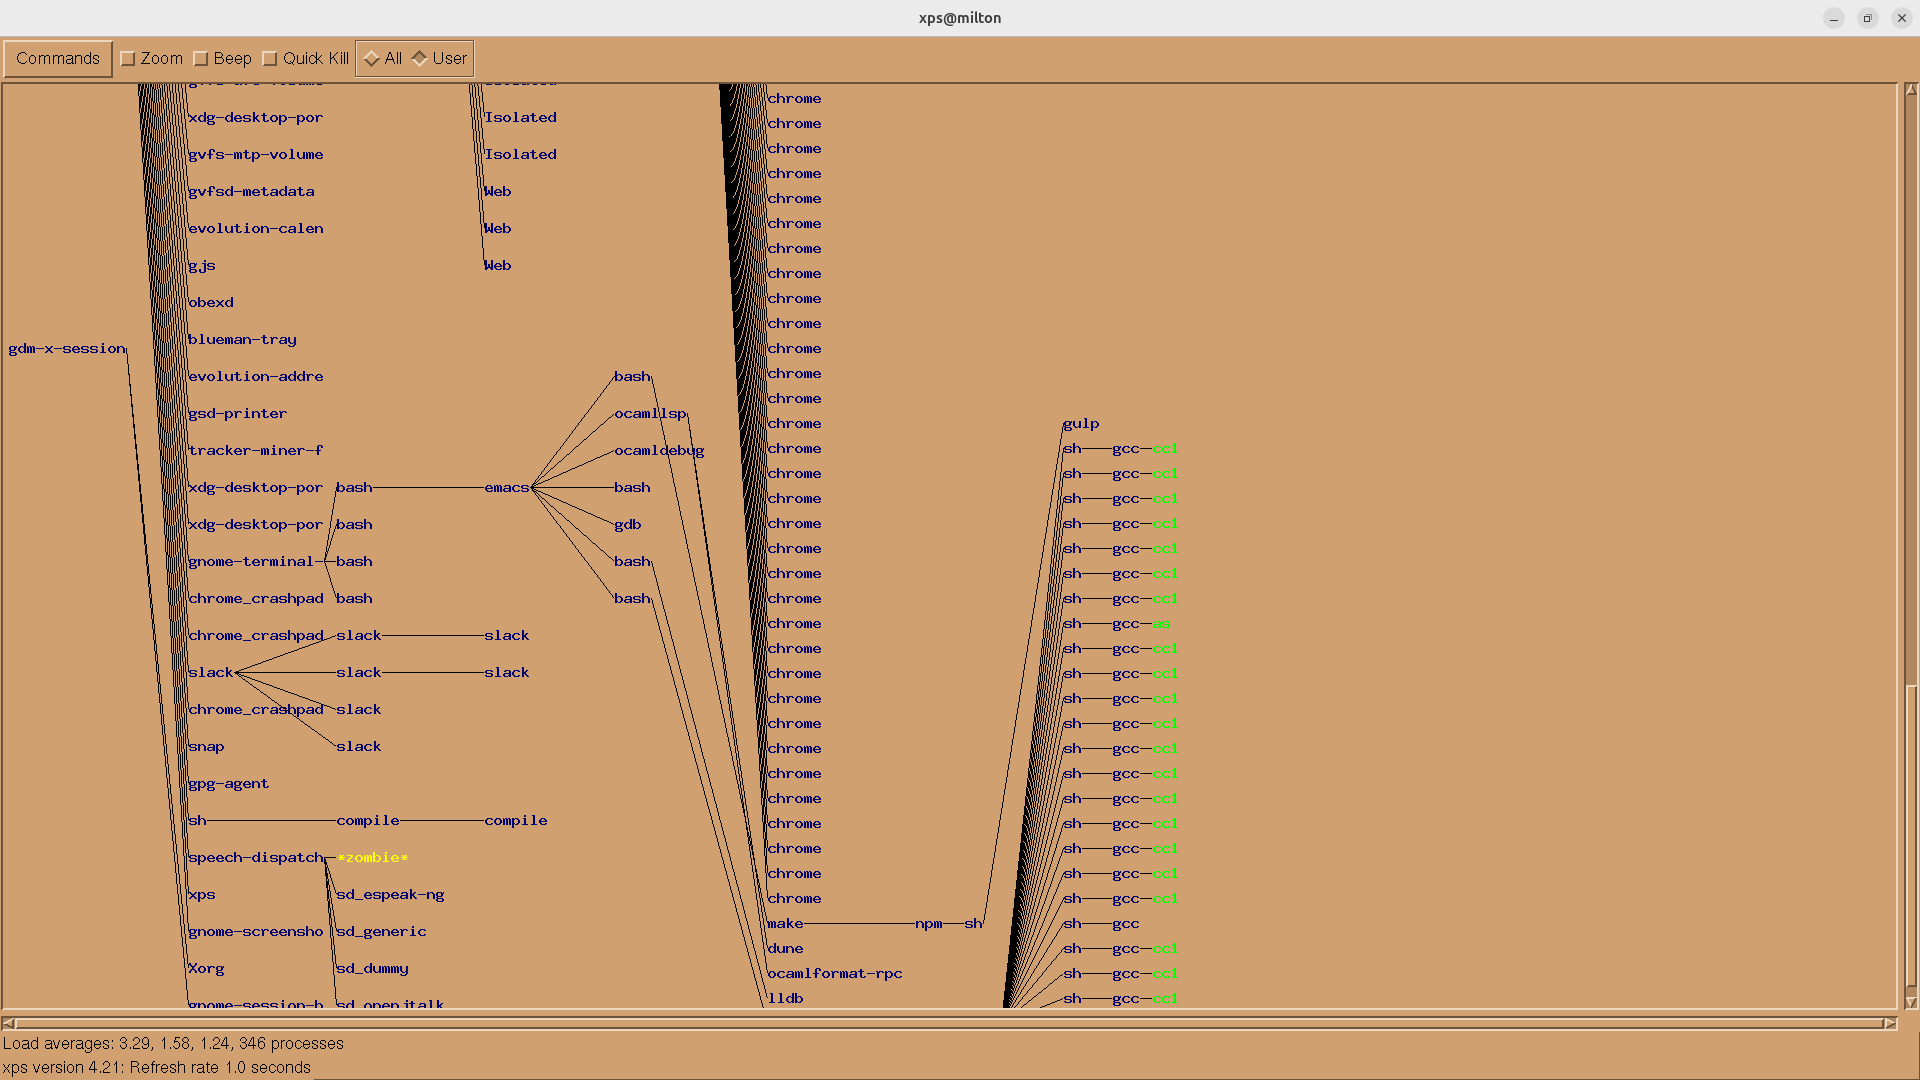 xps@milton
Commands Zoom Beep Quick Kill All User
chrome
xdg-desktop-por Isolated
chrome
chrome
gvfs-mtp-volume Isolated
chrome
gvfsd-metadata Web
chrome
chrome
evolution-calen Web chrome
chrome
gjs Web
chrome
obexd chrome
chrome
blueman-tray
gdm-x-session chrome
evolution-addre bash chrome
chrome
gsd-printer ocamllsp
chrome gulp
tracker-miner-f ocamldebug chrome sh gcc cc1
chrome sh gcc cc1
xdg-desktop-por bash emacs bash
chrome sh gcc cc1
xdg-desktop-por bash gdb chrome sh gcc cc1
chrome sh gcc cc1
gnome-terminal- bash bash
chrome sh gcc cc1
chrome_crashpad bash bash chrome sh gcc cc1
chrome sh gcc as
chrome_crashpad slack slack
chrome sh gcc cc1
slack slack slack chrome sh gcc cc1
chrome sh gcc cc1
chrome_crashpad slack
chrome sh gcc cc1
snap slack chrome sh gcc cc1
chrome sh gcc cc1
gpg-agent
chrome sh gcc cc1
sh compile compile chrome sh gcc cc1
chrome sh gcc cc1
speech-dispatch *zombie*
chrome sh gcc cc1
xps sd_espeak-ng chrome sh gcc cc1
make npm sh sh gcc
gnome-screensho sd_generic
dune sh gcc cc1
Xorg sd_dummy ocamlformat-rpc sh gcc cc1
lldb sh gcc cc1
gnome-session-b sd_openjtalk
Load averages: 3.29, 1.58, 1.24, 346 processes
xps version 4.21: Refresh rate 1.0 seconds